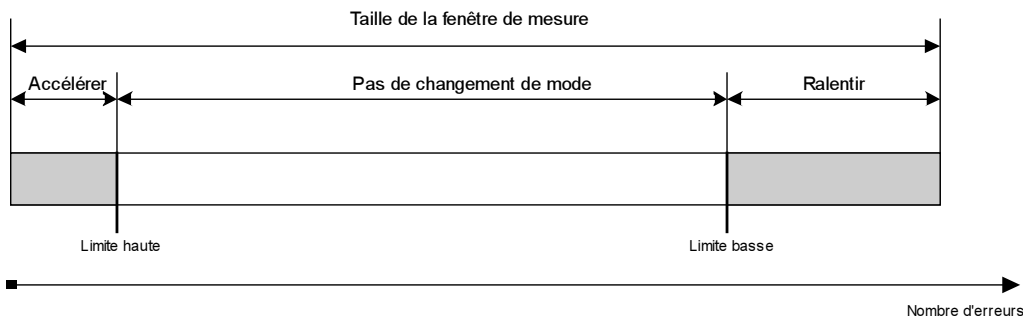 Taille de la fenêtre de mesure
Accélérer
Pas de changement de mode
Ralentir
Limite haute
Limite basse
Nombre d'erreurs